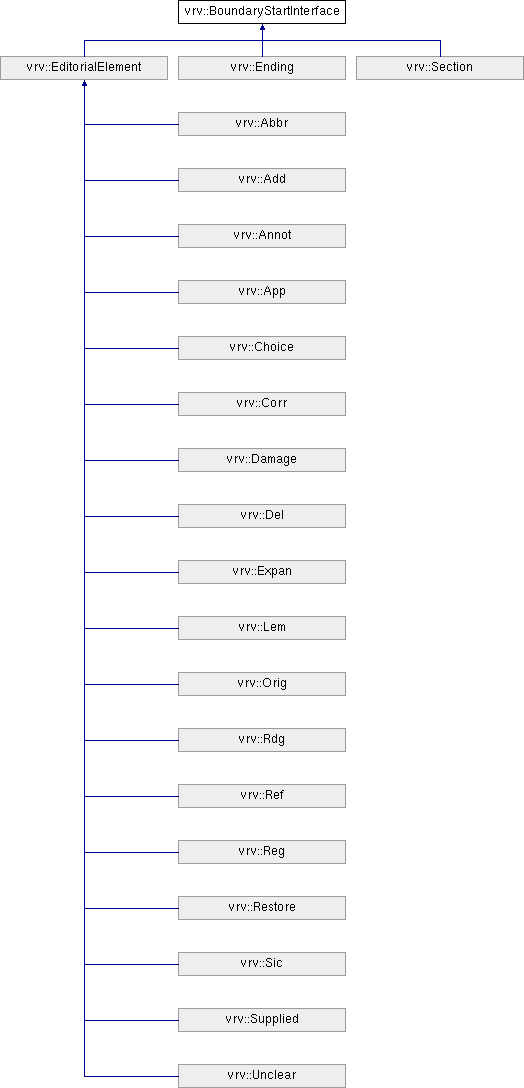 vrv::BoundaryStartInterface
vrv::EditorialElement
vrv::Ending
vrv::Section
vrv::Abbr
vrv::Add
vrv::Annot
vrv::App
vrv::Choice
vrv::Corr
vrv::Damage
vrv::Del
vrv::Expan
vrv::Lem
vrv::Orig
vrv::Rdg
vrv::Ref
vrv::Reg
vrv::Restore
vrv::Sic
vrv::Supplied
vrv::Unclear